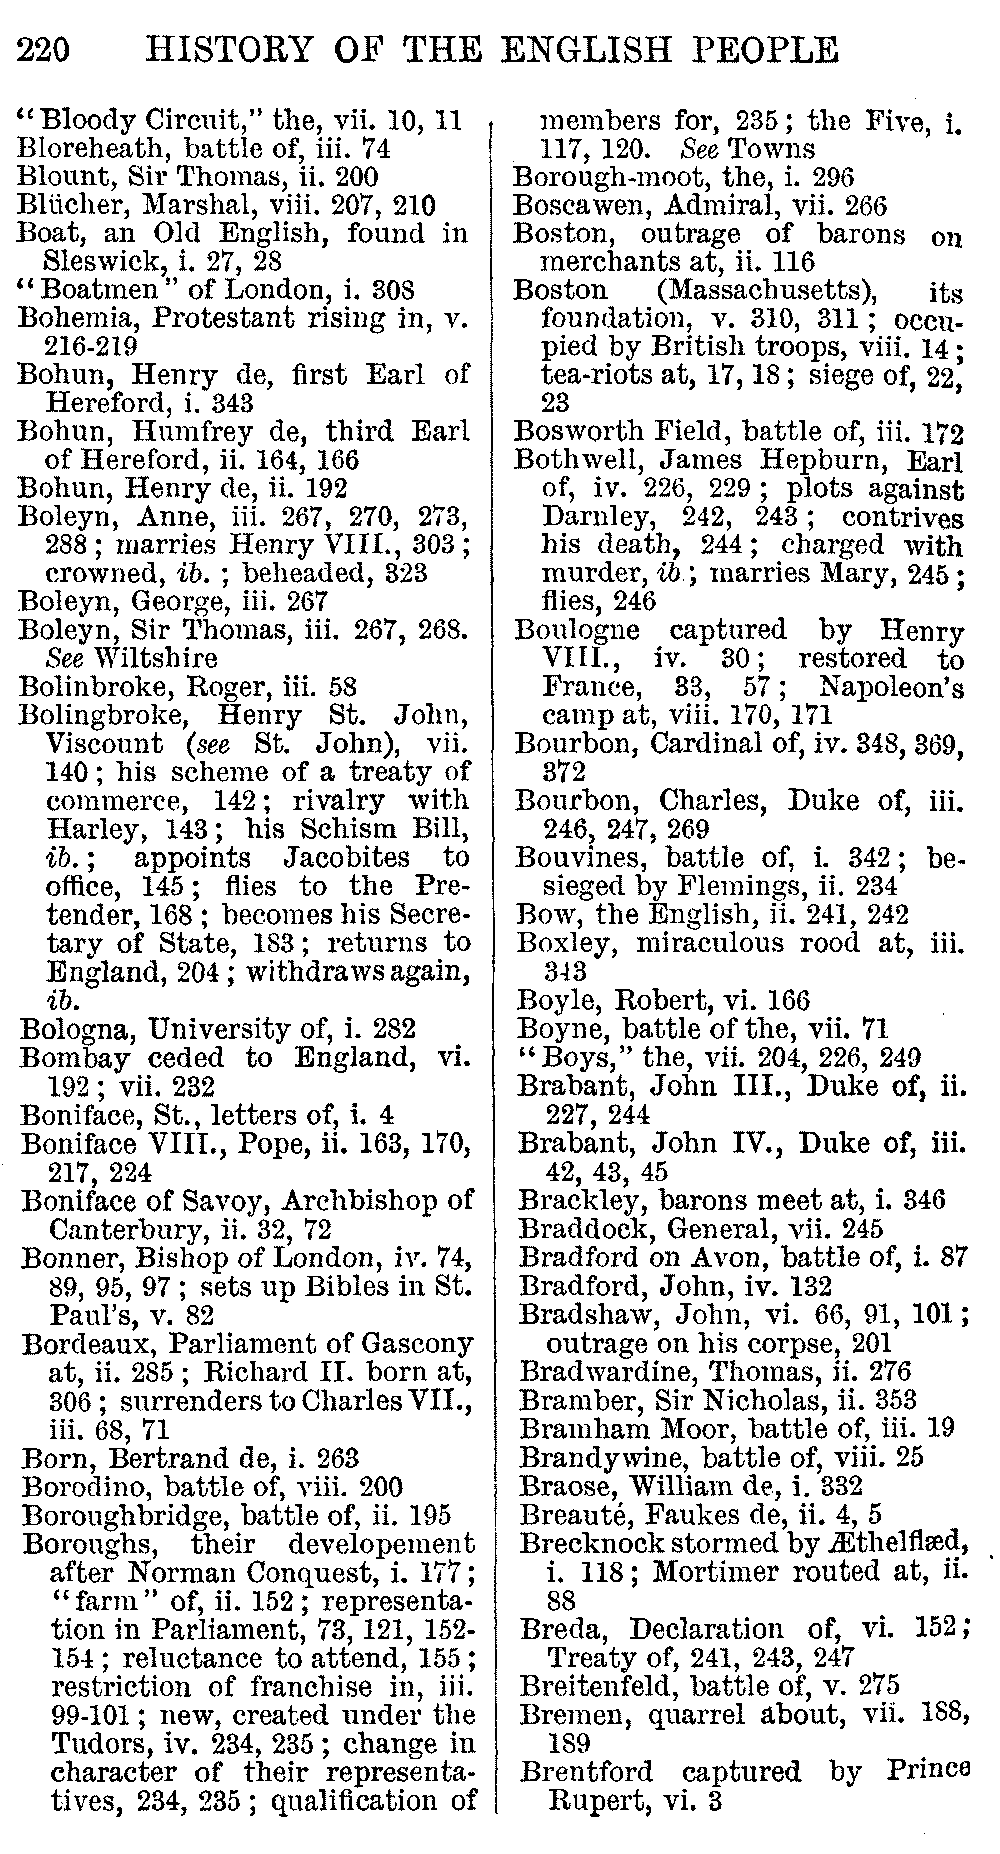 220 HISTORY OF THE ENGLISH PEOPLE
“Bloody Circuit,” the, vii. 10, 11
Bloreheath, battle of, iii. 74
Blount, Sir Thomas, ii. 200
Blücher, Marshal, viii. 207, 210
Boat, an Old English, found in
Sleswick, i. 27, 28
“Boatmen” of London, i. 308
Bohemia, Protestant rising in, v.
216-219
Bohun, Henry de, first Earl of
Hereford, i. 343
Bohun, Humfrey de, third Earl
of Hereford, ii. 164, 166
Bohun, Henry de, ii. 192
Boleyn, Anne, iii. 267, 270, 273,
288; marries Henry VIII., 303;
crowned, ib. ; beheaded, 323
Boleyn, George, iii. 267
Boleyn, Sir Thomas, iii. 267, 268.
See Wiltshire
Bolinbroke, Roger, iii. 58
Bolingbroke, Henry St. John,
Viscount (see St. John), vii.
140; his scheme of a treaty of
commerce, 142; rivalry with
Harley, 143; his Schism Bill,
ib.; appoints Jacobites to
office, 145; flies to the Pre-
tender, 168; becomes his Secre-
tary of State, 183; returns to
England, 204; withdraws again,
ib.
Bologna, University of, i. 282
Bombay ceded to England, vi.
192; vii. 232
Boniface, St., letters of, i. 4
Boniface VIII., Pope, ii. 163, 170,
217, 224
Boniface of Savoy, Archbishop of
Canterbury, ii. 32, 72
Bonner, Bishop of London, iv. 74,
89, 95, 97; sets up Bibles in St.
Paul's, v. 82
Bordeaux, Parliament of Gascony
at, ii. 285; Richard II. born at,
306; surrenders to Charles VII.,
iii. 68, 71
Born, Bertrand de, i. 263
Borodino, battle of, viii. 200
Boroughbridge, battle of, ii. 195
Boroughs, their developement
after Norman Conquest, i. 177;
“farm” of, ii. 152; representa-
tion in Parliament, 73, 121, 152-
154; reluctance to attend, 155;
restriction of franchise in, iii.
99-101; new, created under the
Tudors, iv. 234, 235; change in
character of their representa-
tives, 234, 235; qualification of
members for, 235; the Five, i.
117, 120. See Towns
Borough-moot, the, i. 296
Boscawen, Admiral, vii. 266
Boston, outrage of barons on
merchants at, ii. 116
Boston (Massachusetts), its
foundation, v. 310, 311; occu-
pied by British troops, viii. 14;
tea-riots at, 17, 18; siege of, 22,
23
Bosworth Field, battle of, iii. 172
Bothwell, James Hepburn, Earl
of, iv. 226, 229; plots against
Darnley, 242, 243; contrives
his death, 244; charged with
murder, ib.; marries Mary, 245;
flies, 246
Boulogne captured by Henry
VIII., iv. 30; restored to
France, 33, 57; Napoleon's
camp at, viii. 170, 171
Bourbon, Cardinal of, iv. 348, 369,
372
Bourbon, Charles, Duke of, iii.
246, 247, 269
Bouvines, battle of, i. 342; be-
sieged by Flemings, ii. 234
Bow, the English, ii. 241, 242
Boxley, miraculous rood at, iii.
343
Boyle, Robert, vi. 166
Boyne, battle of the, vii. 71
“Boys,” the, vii. 204, 226, 249
Brabant, John III., Duke of, ii.
227, 244
Brabant, John IV., Duke of, iii.
42, 43, 45
Brackley, barons meet at, i. 346
Braddock, General, vii. 245
Bradford on Avon, battle of, i. 87
Bradford, John, iv. 132
Bradshaw, John, vi. 66, 91, 101;
outrage on his corpse, 201
Bradwardine, Thomas, ii. 276
Bramber, Sir Nicholas, ii. 353
Bramham Moor, battle of, iii. 19
Brandywine, battle of, viii. 25
Braose, William de, i. 332
Breauté, Faukes de, ii. 4, 5
Brecknock stormed by Æthelflæd,
i. 118; Mortimer routed at, ii.
88
Breda, Declaration of, vi. 152;
Treaty of, 241, 243, 247
Breitenfeld, battle of, v. 275
Bremen, quarrel about, vii. 188,
189
Brentford captured by Prince
Rupert, vi. 3